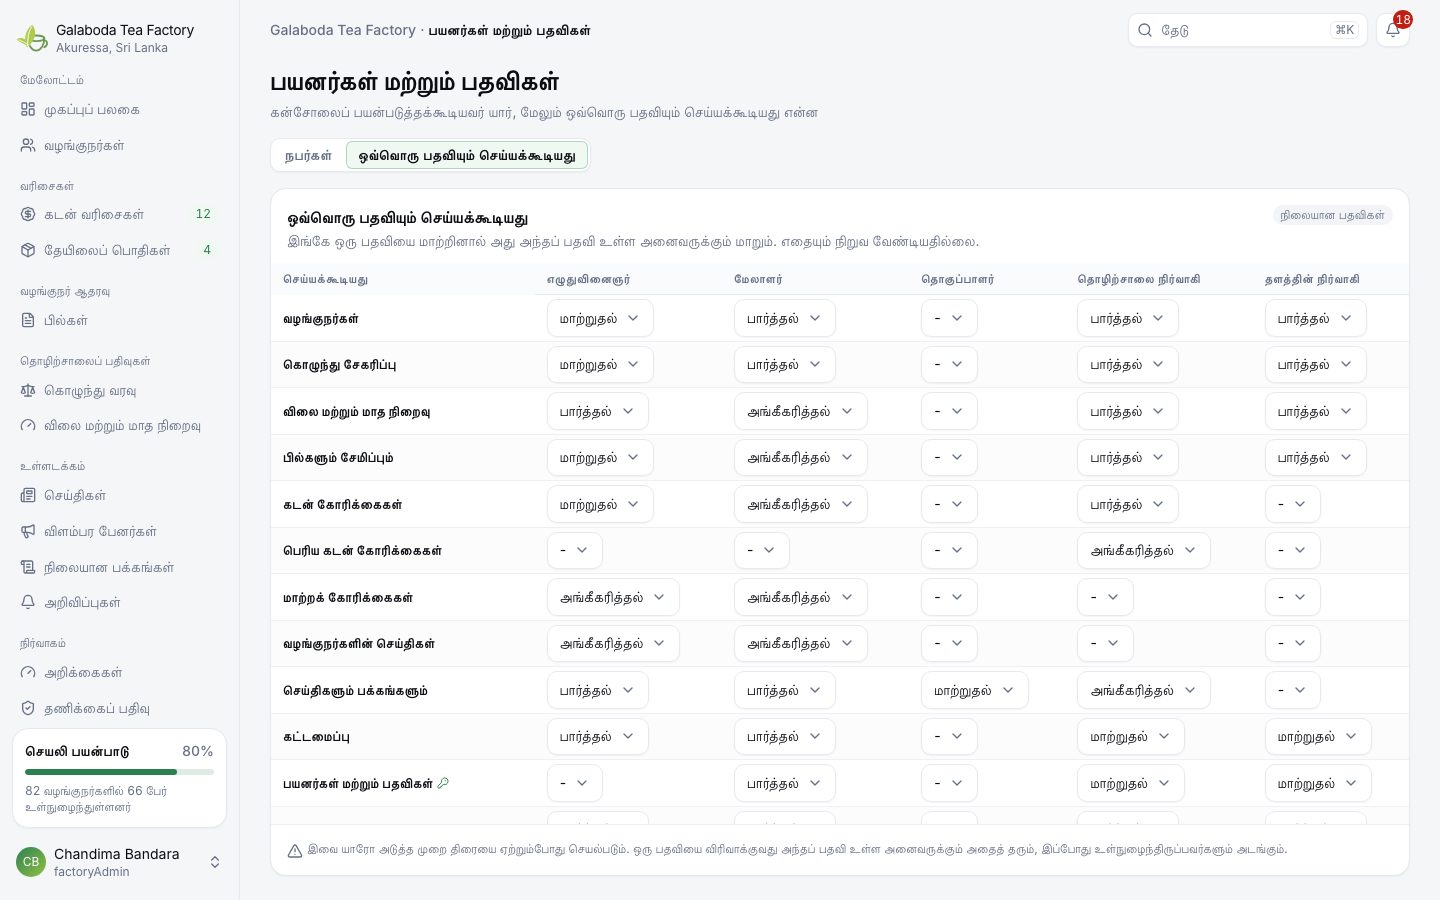 Galaboda Tea Factory
Akuressa, Sri Lanka
மேலோட்டம்
முகப்புப் பலகை
வழங்குநர்கள்
வரிசைகள்
கடன் வரிசைகள் 12
தேயிலைப் பொதிகள் 4
வழங்குநர் ஆதரவு
பில்கள்
தொழிற்சாலைப் பதிவுகள்
கொழுந்து வரவு
விலை மற்றும் மாத நிறைவு
உள்ளடக்கம்
செய்திகள்
விளம்பர பேனர்கள்
நிலையான பக்கங்கள்
அறிவிப்புகள்
நிர்வாகம்
அறிக்கைகள்
தணிக்கைப் பதிவு
செயலி பயன்பாடு 80%
82 வழங்குநர்களில் 66 பேர்
உள்நுழைந்துள்ளனர்
CB
Chandima Bandara
factoryAdmin
Galaboda Tea Factory · பயனர்கள் மற்றும் பதவிகள்
தேடு ⌘K
18
பயனர்கள் மற்றும் பதவிகள்
கன்சோலைப் பயன்படுத்தக்கூடியவர் யார், மேலும் ஒவ்வொரு பதவியும் செய்யக்கூடியது என்ன
நபர்கள் ஒவ்வொரு பதவியும் செய்யக்கூடியது
ஒவ்வொரு பதவியும் செய்யக்கூடியது நிலையான பதவிகள்
இங்கே ஒரு பதவியை மாற்றினால் அது அந்தப் பதவி உள்ள அனைவருக்கும் மாறும். எதையும் நிறுவ வேண்டியதில்லை.
செய்யக்கூடியது எழுதுவினைஞர் மேலாளர் தொகுப்பாளர் தொழிற்சாலை நிர்வாகி தளத்தின் நிர்வாகி
வழங்குநர்கள் மாற்றுதல் பார்த்தல் - பார்த்தல் பார்த்தல்
கொழுந்து சேகரிப்பு மாற்றுதல் பார்த்தல் - பார்த்தல் பார்த்தல்
விலை மற்றும் மாத நிறைவு பார்த்தல் அங்கீகரித்தல் - பார்த்தல் பார்த்தல்
பில்களும் சேமிப்பும் மாற்றுதல் அங்கீகரித்தல் - பார்த்தல் பார்த்தல்
கடன் கோரிக்கைகள் மாற்றுதல் அங்கீகரித்தல் - பார்த்தல் -
பெரிய கடன் கோரிக்கைகள் - - - அங்கீகரித்தல் -
மாற்றக் கோரிக்கைகள் அங்கீகரித்தல் அங்கீகரித்தல் - - -
வழங்குநர்களின் செய்திகள் அங்கீகரித்தல் அங்கீகரித்தல் - - -
செய்திகளும் பக்கங்களும் பார்த்தல் பார்த்தல் மாற்றுதல் அங்கீகரித்தல் -
கட்டமைப்பு பார்த்தல் பார்த்தல் - மாற்றுதல் மாற்றுதல்
பயனர்கள் மற்றும் பதவிகள் - பார்த்தல் - மாற்றுதல் மாற்றுதல்
இவை யாரோ அடுத்த முறை திரையை ஏற்றும்போது செயல்படும். ஒரு பதவியை விரிவாக்குவது அந்தப் பதவி உள்ள அனைவருக்கும் அதைத் தரும், இப்போது உள்நுழைந்திருப்பவர்களும் அடங்கும்.